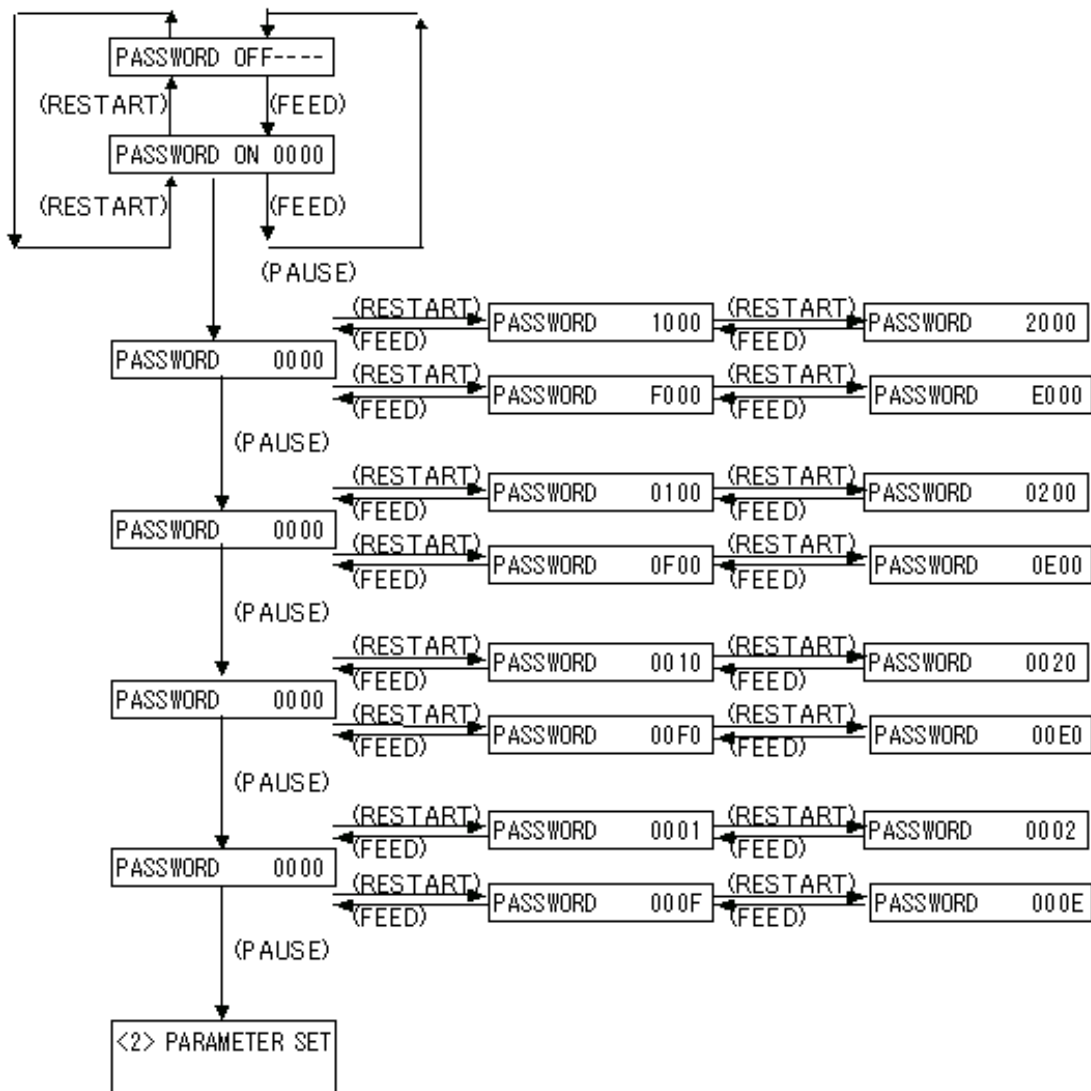 PASSWORD OFF----
(RESTART) (FEED)
PASSWORD ON 0000
(RESTART) (FEED)
(PAUSE)
(RESTART) (RESTART)
PASSWORD 1000 PASSWORD 2000
(FEED) (FEED)
PASSWORD 0000
(RESTART) (RESTART)
PASSWORD F000 PASSWORD E000
(FEED) (FEED)
(PAUSE)
(RESTART) (RESTART)
PASSWORD 0100 PASSWORD 0200
(FEED) (FEED)
PASSWORD 0000
(RESTART) (RESTART)
PASSWORD 0F00 PASSWORD 0E00
(FEED) (FEED)
(PAUSE)
(RESTART) (RESTART)
PASSWORD 0010 PASSWORD 0020
(FEED) (FEED)
PASSWORD 0000
(RESTART) (RESTART)
PASSWORD 00F0 PASSWORD 00E0
(FEED) (FEED)
(PAUSE)
(RESTART) (RESTART)
PASSWORD 0001 PASSWORD 0002
(FEED) (FEED)
PASSWORD 0000
(RESTART) (RESTART)
PASSWORD 000F PASSWORD 000E
(FEED) (FEED)
(PAUSE)
<2> PARAMETER SET